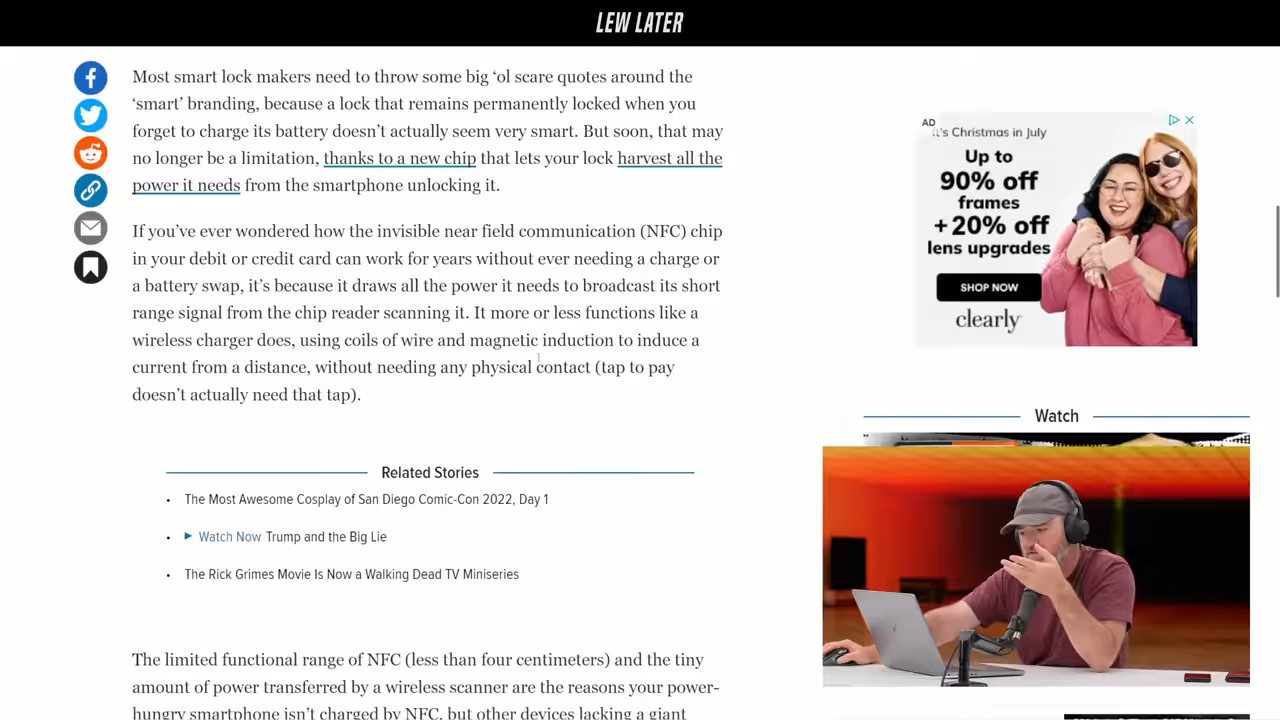 LEW LATER
Most smart lock makers need to throw some big ‘ol scare quotes around the
‘smart’ branding, because a lock that remains permanently locked when you
forget to charge its battery doesn’t actually seem very smart. But soon, that may
no longer be a limitation, thanks to a new chip that lets your lock harvest all the
power it needs from the smartphone unlocking it.
If you’ve ever wondered how the invisible near field communication (NFC) chip
in your debit or credit card can work for years without ever needing a charge or
a battery swap, it’s because it draws all the power it needs to broadcast its short
range signal from the chip reader scanning it. It more or less functions like a
wireless charger does, using coils of wire and magnetic induction to induce a
current from a distance, without needing any physical contact (tap to pay
doesn’t actually need that tap).
Related Stories
• The Most Awesome Cosplay of San Diego Comic-Con 2022, Day 1
• Watch Now Trump and the Big Lie
• The Rick Grimes Movie Is Now a Walking Dead TV Miniseries
The limited functional range of NFC (less than four centimeters) and the tiny
amount of power transferred by a wireless scanner are the reasons your power-
hungry smartphone isn’t charged by NFC, but other devices lacking a giant
AD
It's Christmas in July
Up to
90% off
frames
+20% off
lens upgrades
SHOP NOW
clearly
Watch